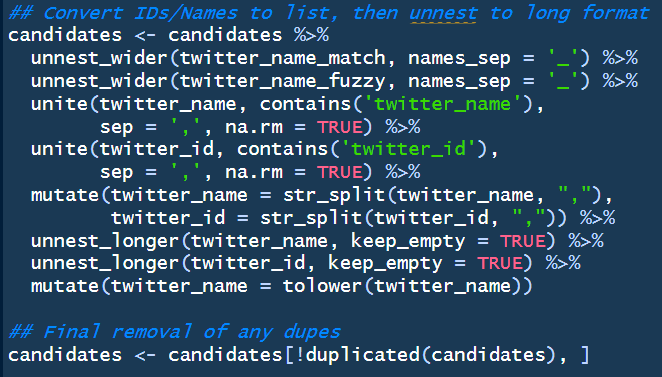 ## Convert IDs/Names to list, then unnest to long format
candidates <- candidates %>%
  unnest_wider(twitter_name_match, names_sep = '_') %>%
  unnest_wider(twitter_name_fuzzy, names_sep = '_') %>%
  unite(twitter_name, contains('twitter_name'),
        sep = ',', na.rm = TRUE) %>%
  unite(twitter_id, contains('twitter_id'),
        sep = ',', na.rm = TRUE) %>%
  mutate(twitter_name = str_split(twitter_name, ","),
         twitter_id = str_split(twitter_id, ",")) %>%
  unnest_longer(twitter_name, keep_empty = TRUE) %>%
  unnest_longer(twitter_id, keep_empty = TRUE) %>%
  mutate(twitter_name = tolower(twitter_name))
## Final removal of any dupes
candidates <- candidates[!duplicated(candidates), ]